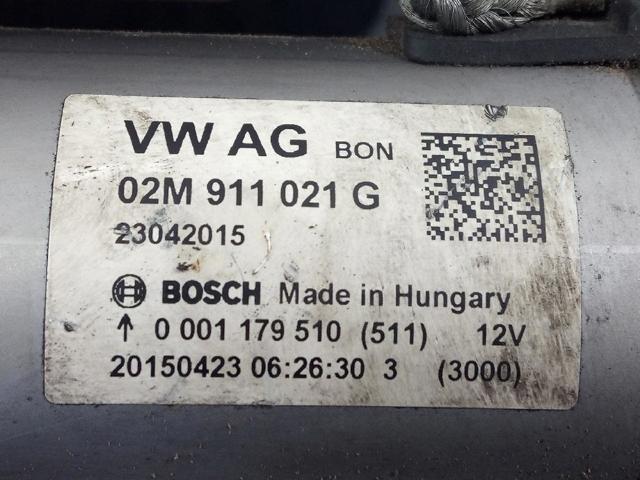 VW AG BON
02M 911 021 G
23042015
BOSCH Made in Hungary
↑ 0 001 179 510 (511) 12V
20150423 06:26:30 3 (3000)